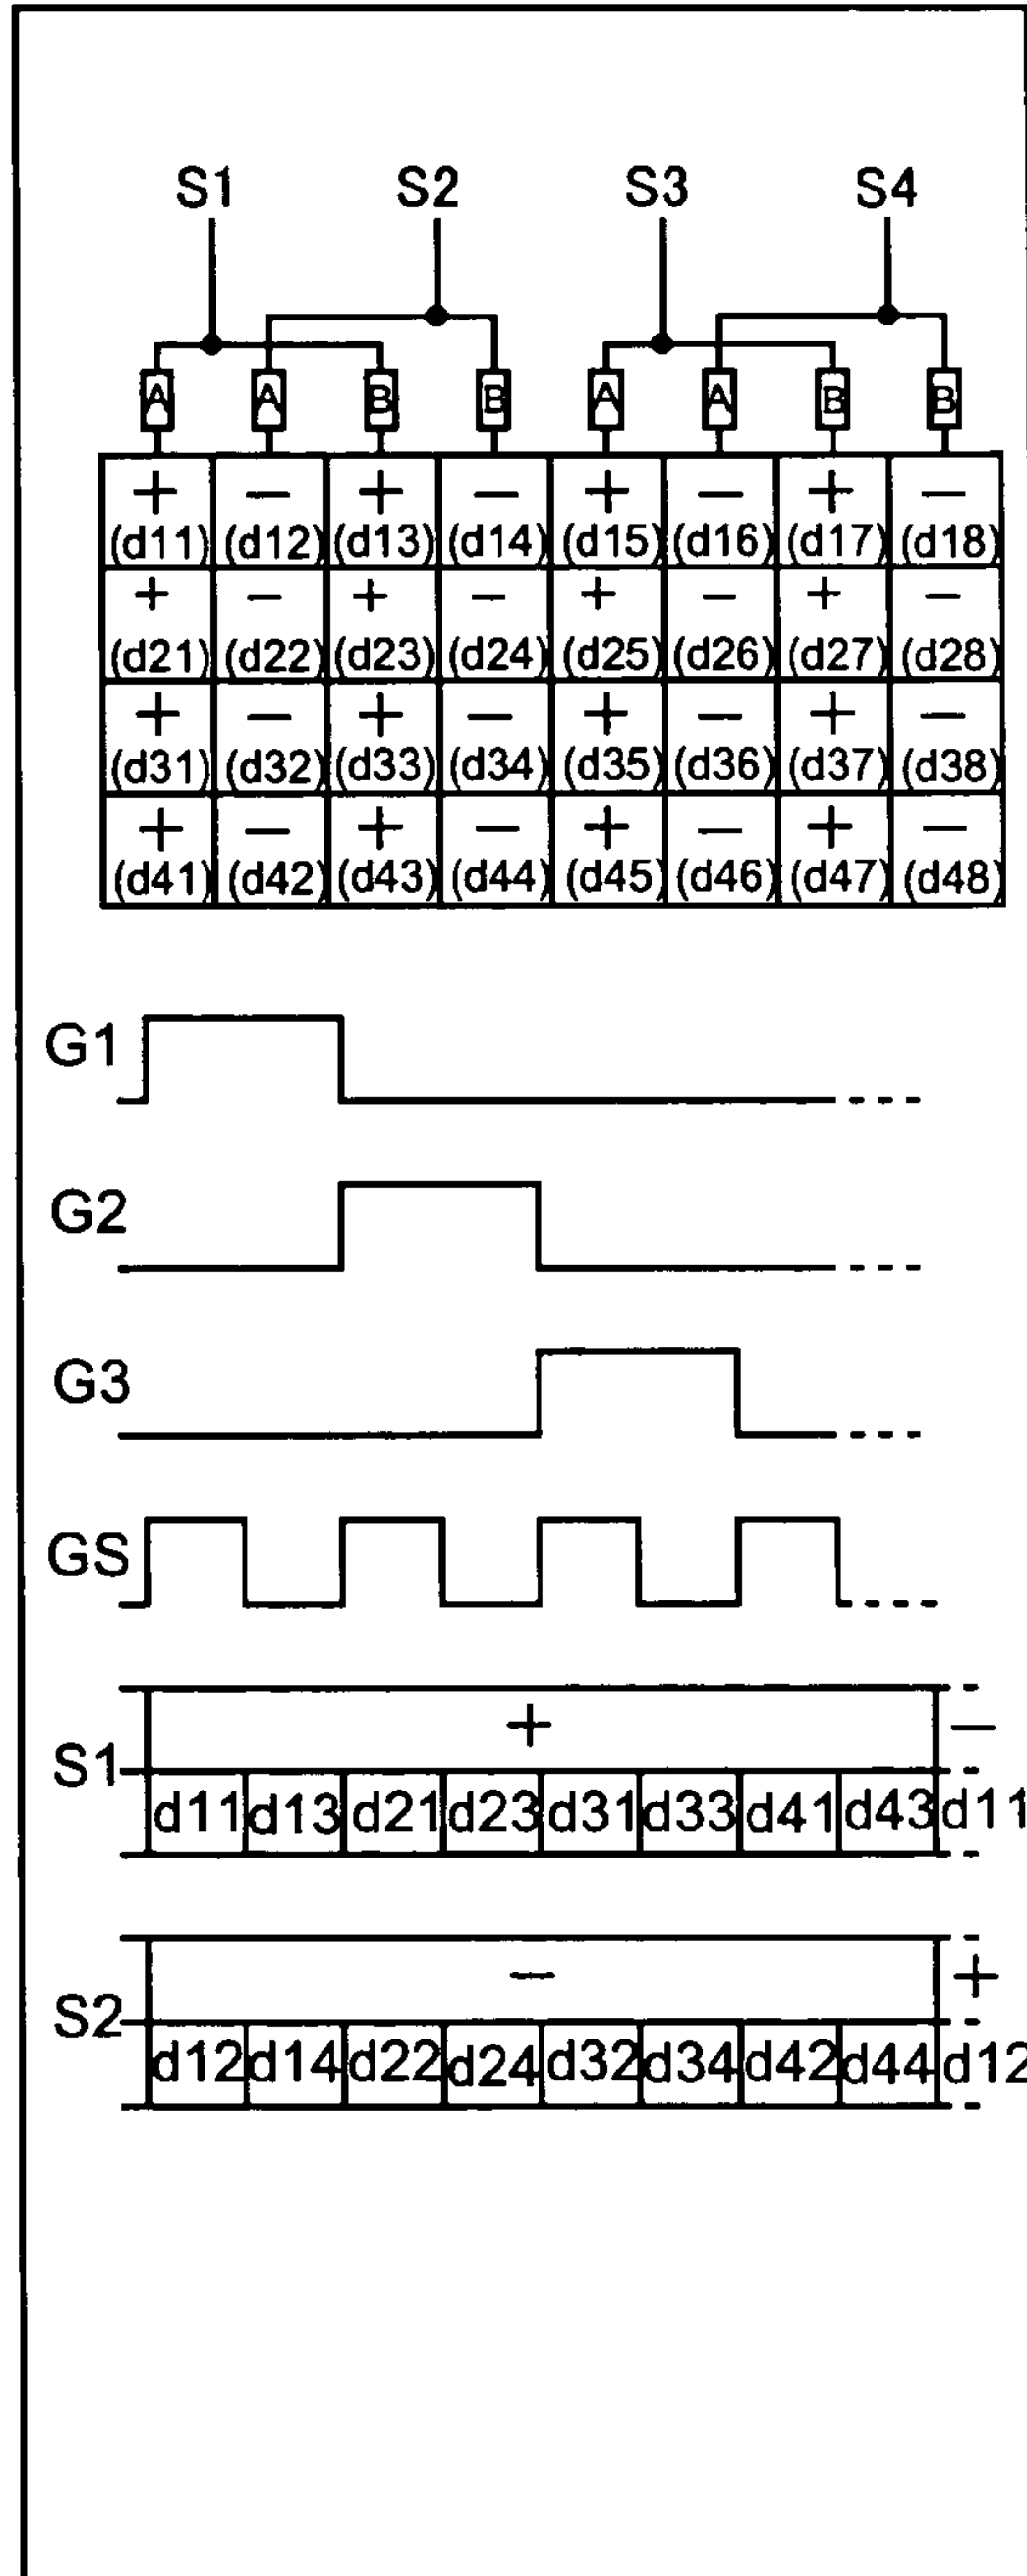 S1 S2 S3 S4
A A B B A A B B
+ − + − + − + −
(d11) (d12) (d13) (d14) (d15) (d16) (d17) (d18)
+ − + − + − + −
(d21) (d22) (d23) (d24) (d25) (d26) (d27) (d28)
+ − + − + − + −
(d31) (d32) (d33) (d34) (d35) (d36) (d37) (d38)
+ − + − + − + −
(d41) (d42) (d43) (d44) (d45) (d46) (d47) (d48)
G1
G2
G3
GS
+ −
S1
d11 d13 d21 d23 d31 d33 d41 d43 d11
− +
S2
d12 d14 d22 d24 d32 d34 d42 d44 d12